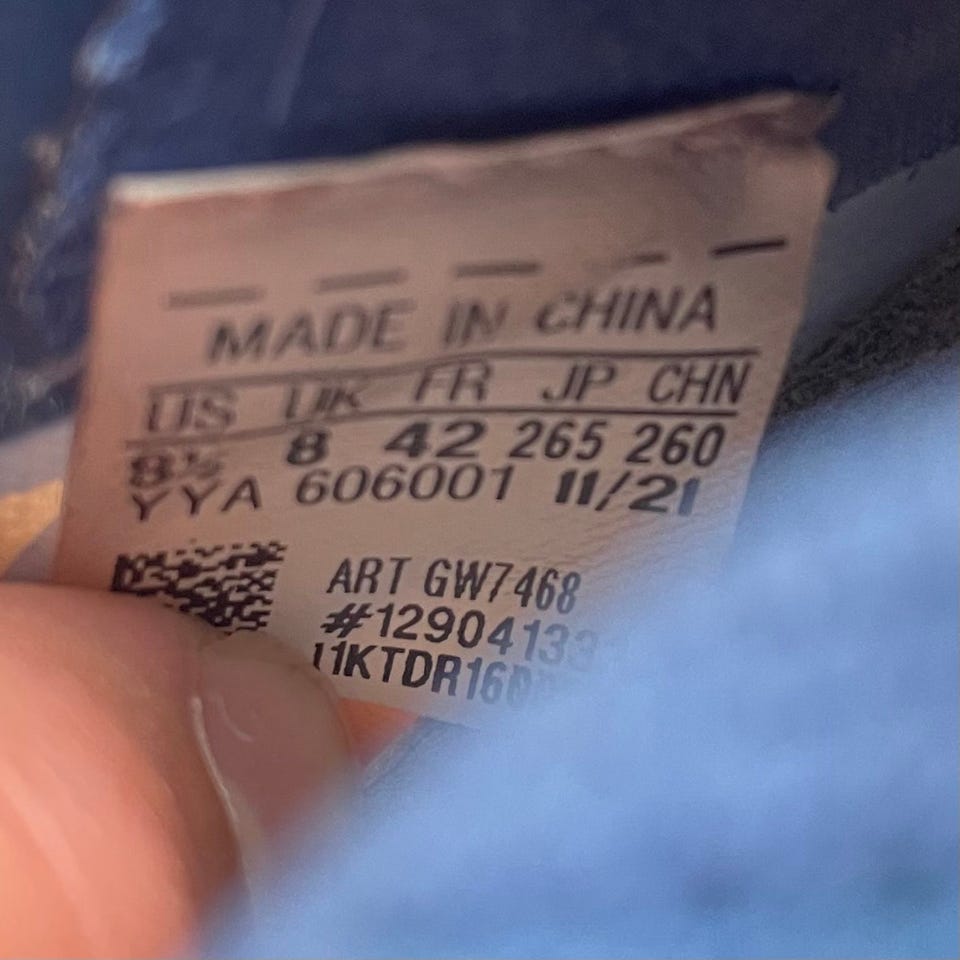 MADE IN CHINA
US UK FR JP CHN
8½ 8 42 265 260
YYA 606001 11/21
ART GW7468
#12904133